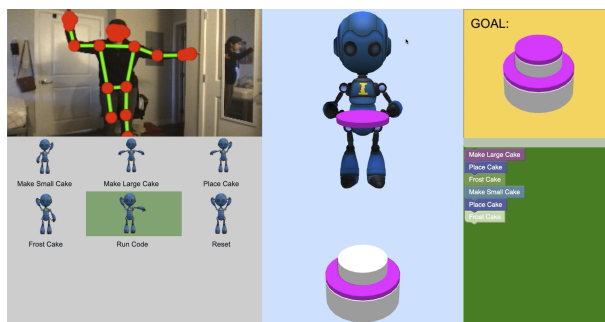 GOAL:
Make Small Cake
Make Large Cake
Place Cake
Frost Cake
Run Code
Reset
I
Make Large Cake
Place Cake
Frost Cake
Make Small Cake
Place Cake
Frost Cake